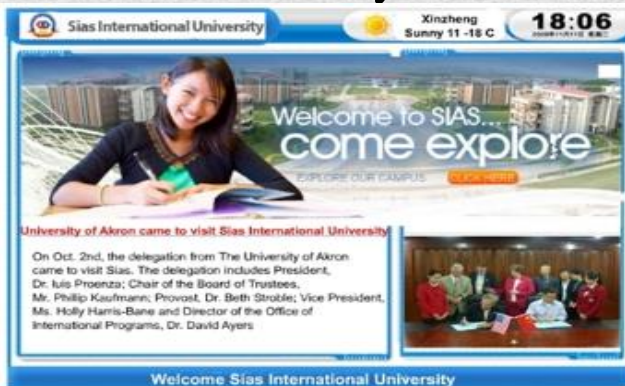 Sias International University
Xinzheng
Sunny 11 -18 C
18:06
Welcome to SIAS...
come explore
EXPLORE OUR CAMPUS
CLICK HERE
University of Akron came to visit Sias International University
On Oct. 2nd, the delegation from The University of Akron
came to visit Sias. The delegation includes President,
Dr. luis Proenza; Chair of the Board of Trustees,
Mr. Phillip Kaufmann; Provost, Dr. Beth Stroble; Vice President,
Ms. Holly Harris-Bane and Director of the Office of
International Programs, Dr. David Ayers
Welcome Sias International University